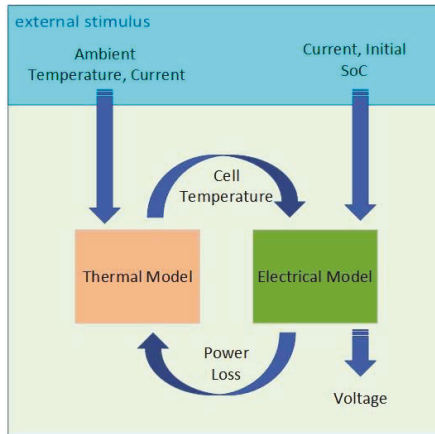 external stimulus
Ambient
Temperature, Current
Current, Initial
SoC
Cell
Temperature
Thermal Model
Electrical Model
Power
Loss
Voltage